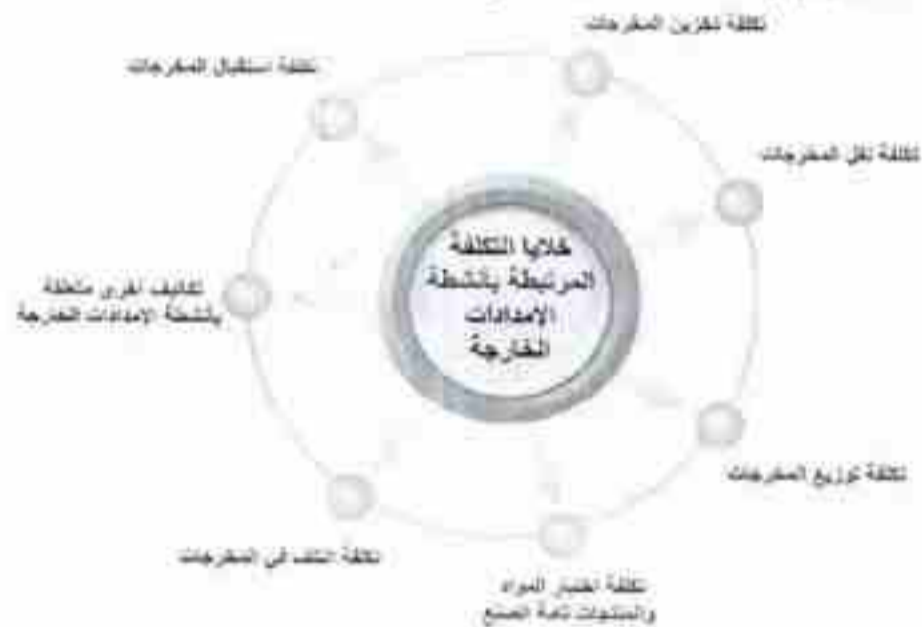 تكلفة تخزين المخرجات
تكلفة استقبال المخرجات
تكلفة نقل المخرجات
خلايا التكلفة
المرتبطة بأنشطة
الإمدادات
الخارجة
تكاليف أخرى متعلقة
بأنشطة الإمدادات الخارجة
تكلفة توزيع المخرجات
تكلفة التلف في المخرجات
تكلفة اختبار المواد
والمنتجات تامة الصنع